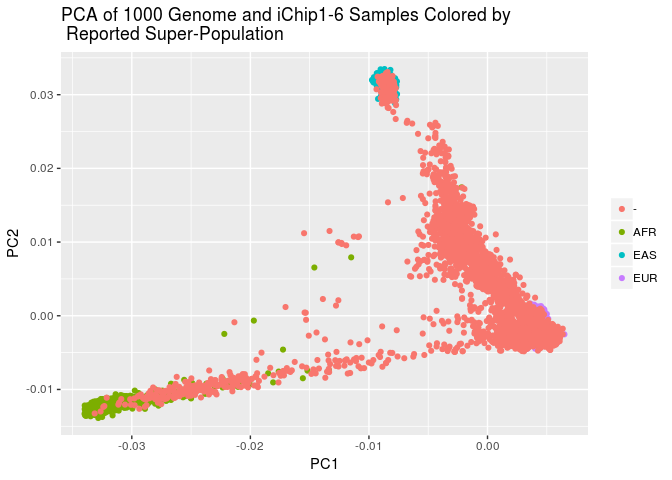 PCA of 1000 Genome and iChip1-6 Samples Colored by
Reported Super-Population
0.03
0.02
0.01
0.00
-0.01
PC2
-0.03 -0.02 -0.01 0.00
PC1
-
AFR
EAS
EUR